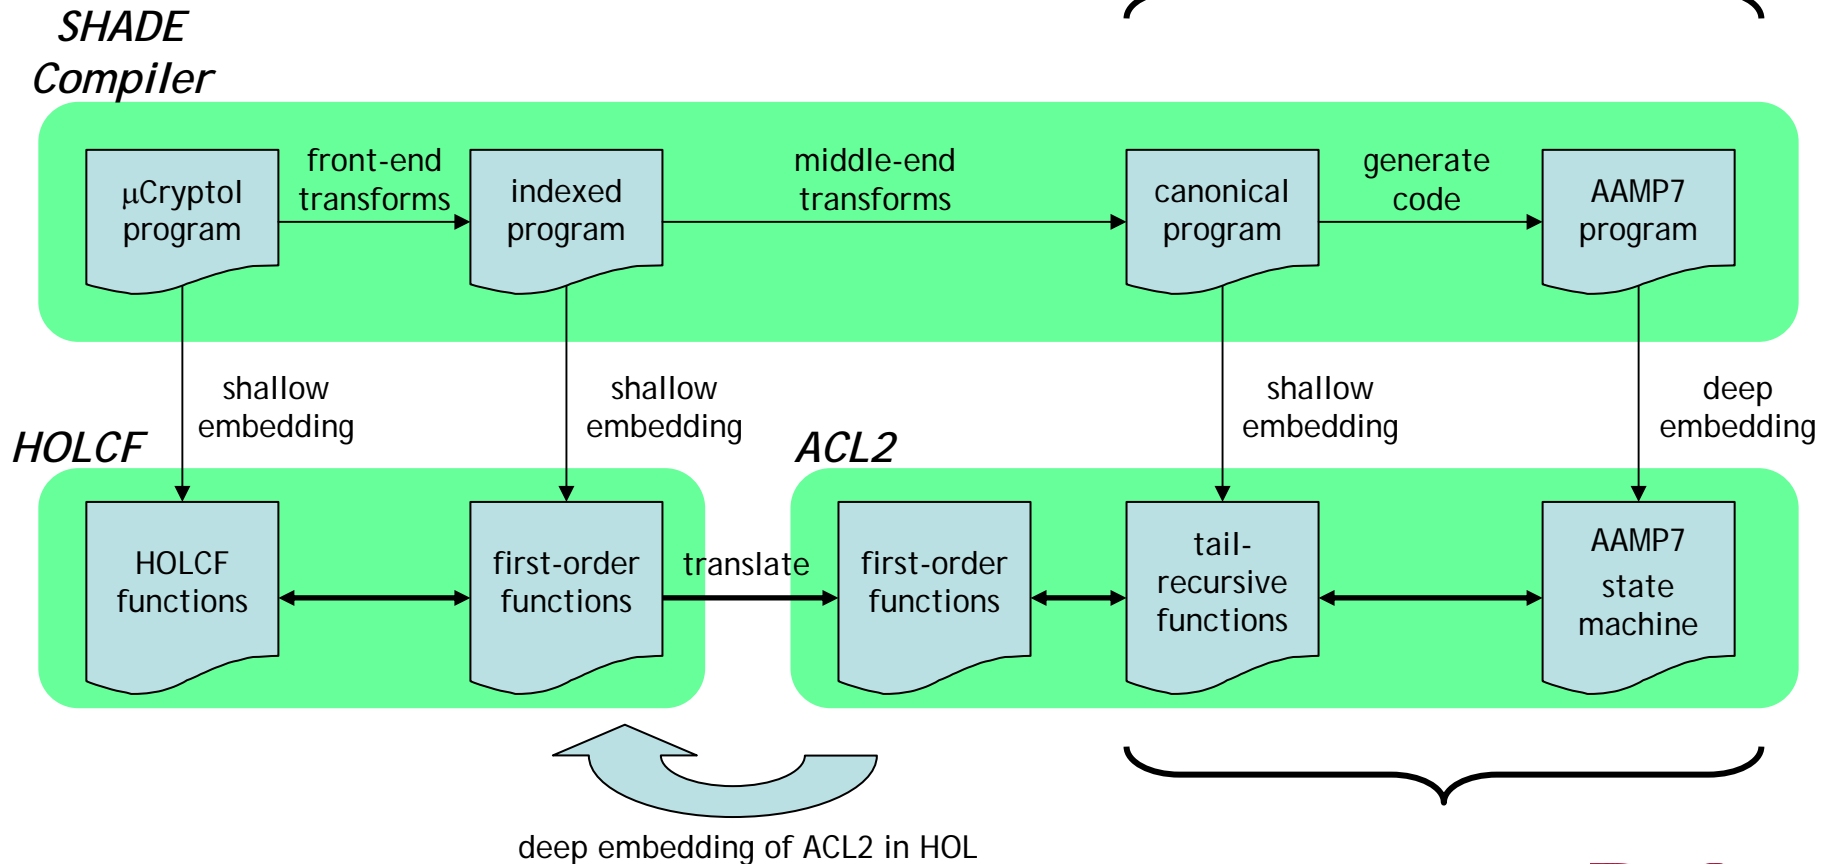 SHADE
Compiler
μCryptol
program
front-end
transforms
indexed
program
middle-end
transforms
canonical
program
generate
code
AAMP7
program
shallow
embedding
shallow
embedding
shallow
embedding
deep
embedding
HOLCF
ACL2
HOLCF
functions
first-order
functions
translate
first-order
functions
tail-
recursive
functions
AAMP7
state
machine
deep embedding of ACL2 in HOL